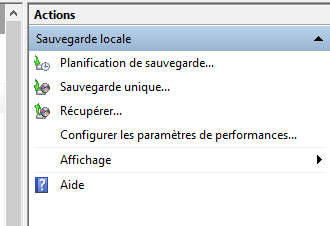 Actions
Sauvegarde locale
Planification de sauvegarde...
Sauvegarde unique...
Récupérer...
Configurer les paramètres de performances...
Affichage
Aide